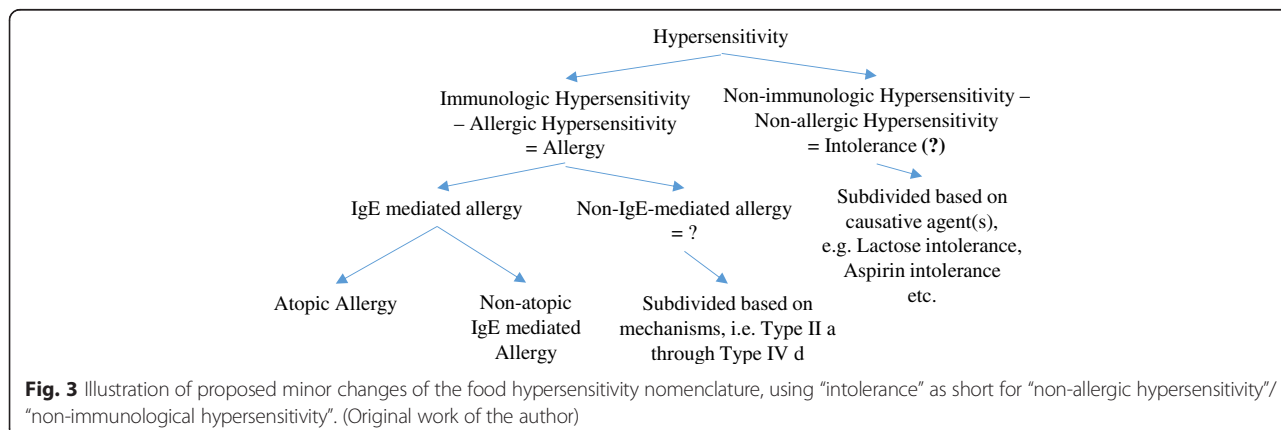 Hypersensitivity
Immunologic Hypersensitivity
– Allergic Hypersensitivity
= Allergy
Non-immunologic Hypersensitivity –
Non-allergic Hypersensitivity
= Intolerance (?)
IgE mediated allergy
Non-IgE-mediated allergy
= ?
Subdivided based on
causative agent(s),
e.g. Lactose intolerance,
Aspirin intolerance
etc.
Atopic Allergy
Non-atopic
IgE mediated
Allergy
Subdivided based on
mechanisms, i.e. Type II a
through Type IV d
Fig. 3 Illustration of proposed minor changes of the food hypersensitivity nomenclature, using “intolerance” as short for “non-allergic hypersensitivity”/
“non-immunological hypersensitivity”. (Original work of the author)